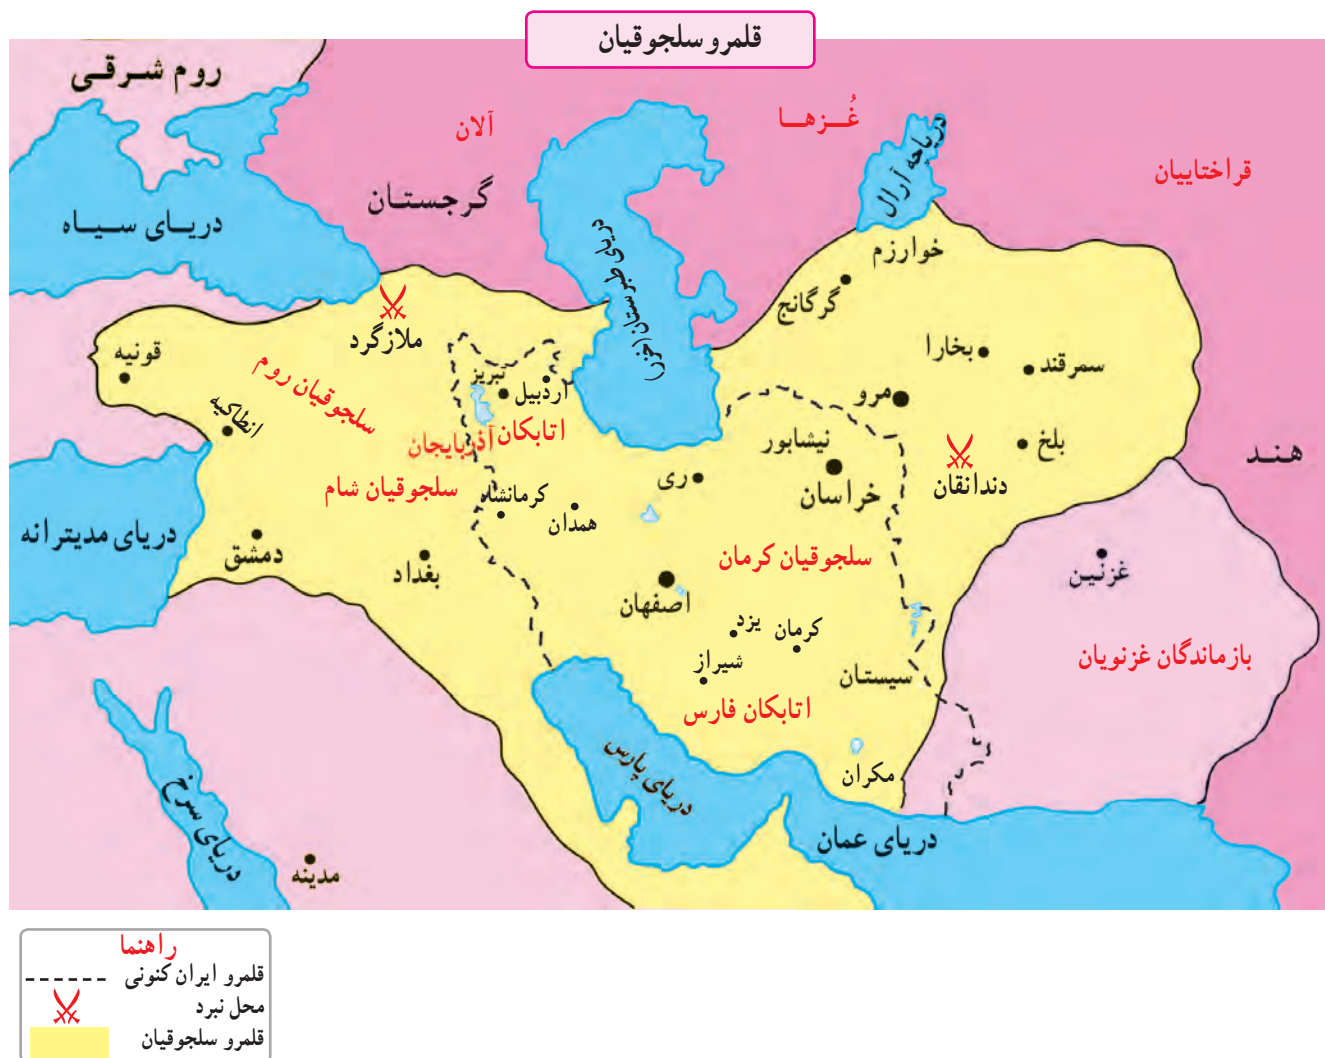 قلمرو سلجوقیان
روم شرقی
آلان
غُزها
دریاچه آرال
قراختاییان
گرجستان
دریای سیاه
دریای طبرستان (خزر)
خوارزم
گرگانج
ملازگرد
بخارا
سمرقند
قونیه
سلجوقیان روم
تبریز
اردبیل
مرو
انطاکیه
اتابکان آذربایجان
نیشابور
بلخ
هند
سلجوقیان شام
کرمانشاه
همدان
ری
خراسان
دندانقان
دریای مدیترانه
دمشق
بغداد
سلجوقیان کرمان
غزنین
اصفهان
یزد
کرمان
شیراز
سیستان
بازماندگان غزنویان
اتابکان فارس
دریای پارس
مکران
دریای سرخ
مدینه
دریای عمان
راهنما
قلمرو ایران کنونی
محل نبرد
قلمرو سلجوقیان